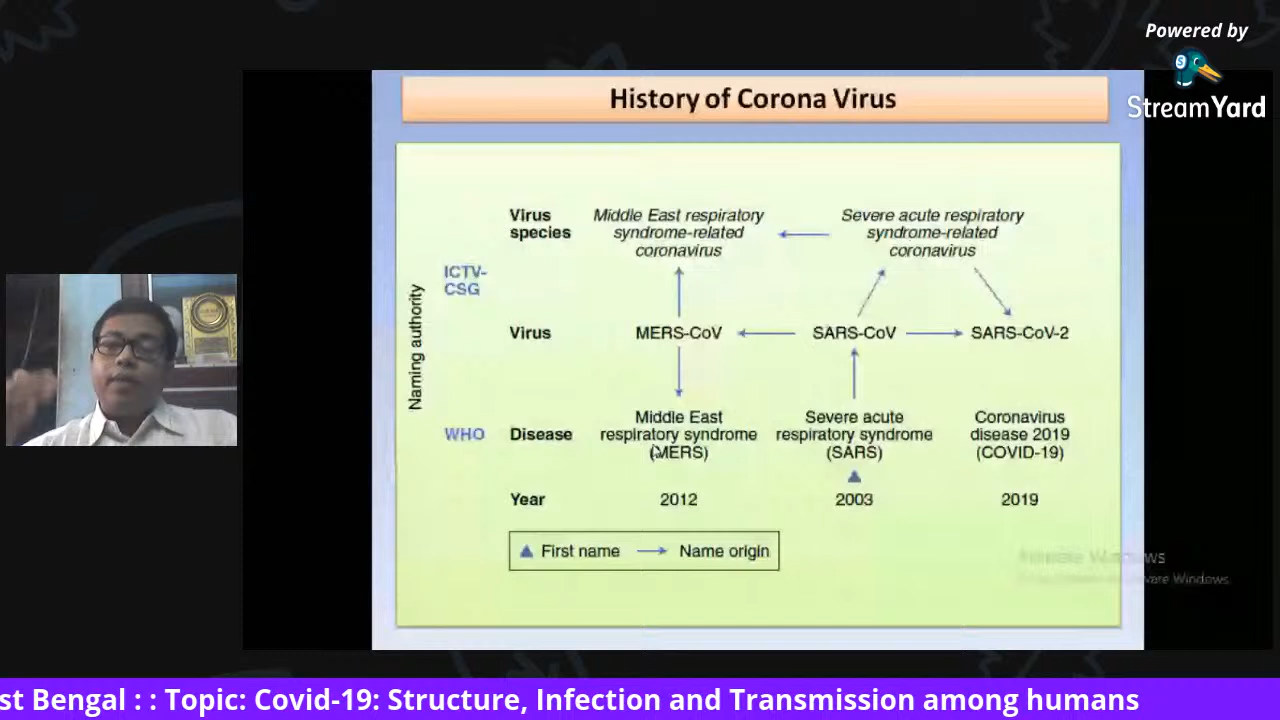 Powered by
StreamYard
History of Corona Virus
Virus species
Middle East respiratory
syndrome-related
coronavirus
Severe acute respiratory
syndrome-related
coronavirus
Naming authority
ICTV-
CSG
Virus
MERS-CoV
SARS-CoV
SARS-CoV-2
WHO
Disease
Middle East
respiratory syndrome
(MERS)
Severe acute
respiratory syndrome
(SARS)
Coronavirus
disease 2019
(COVID-19)
Year
2012
2003
2019
First name
Name origin
Windows
Windows.
st Bengal : : Topic: Covid-19: Structure, Infection and Transmission among humans